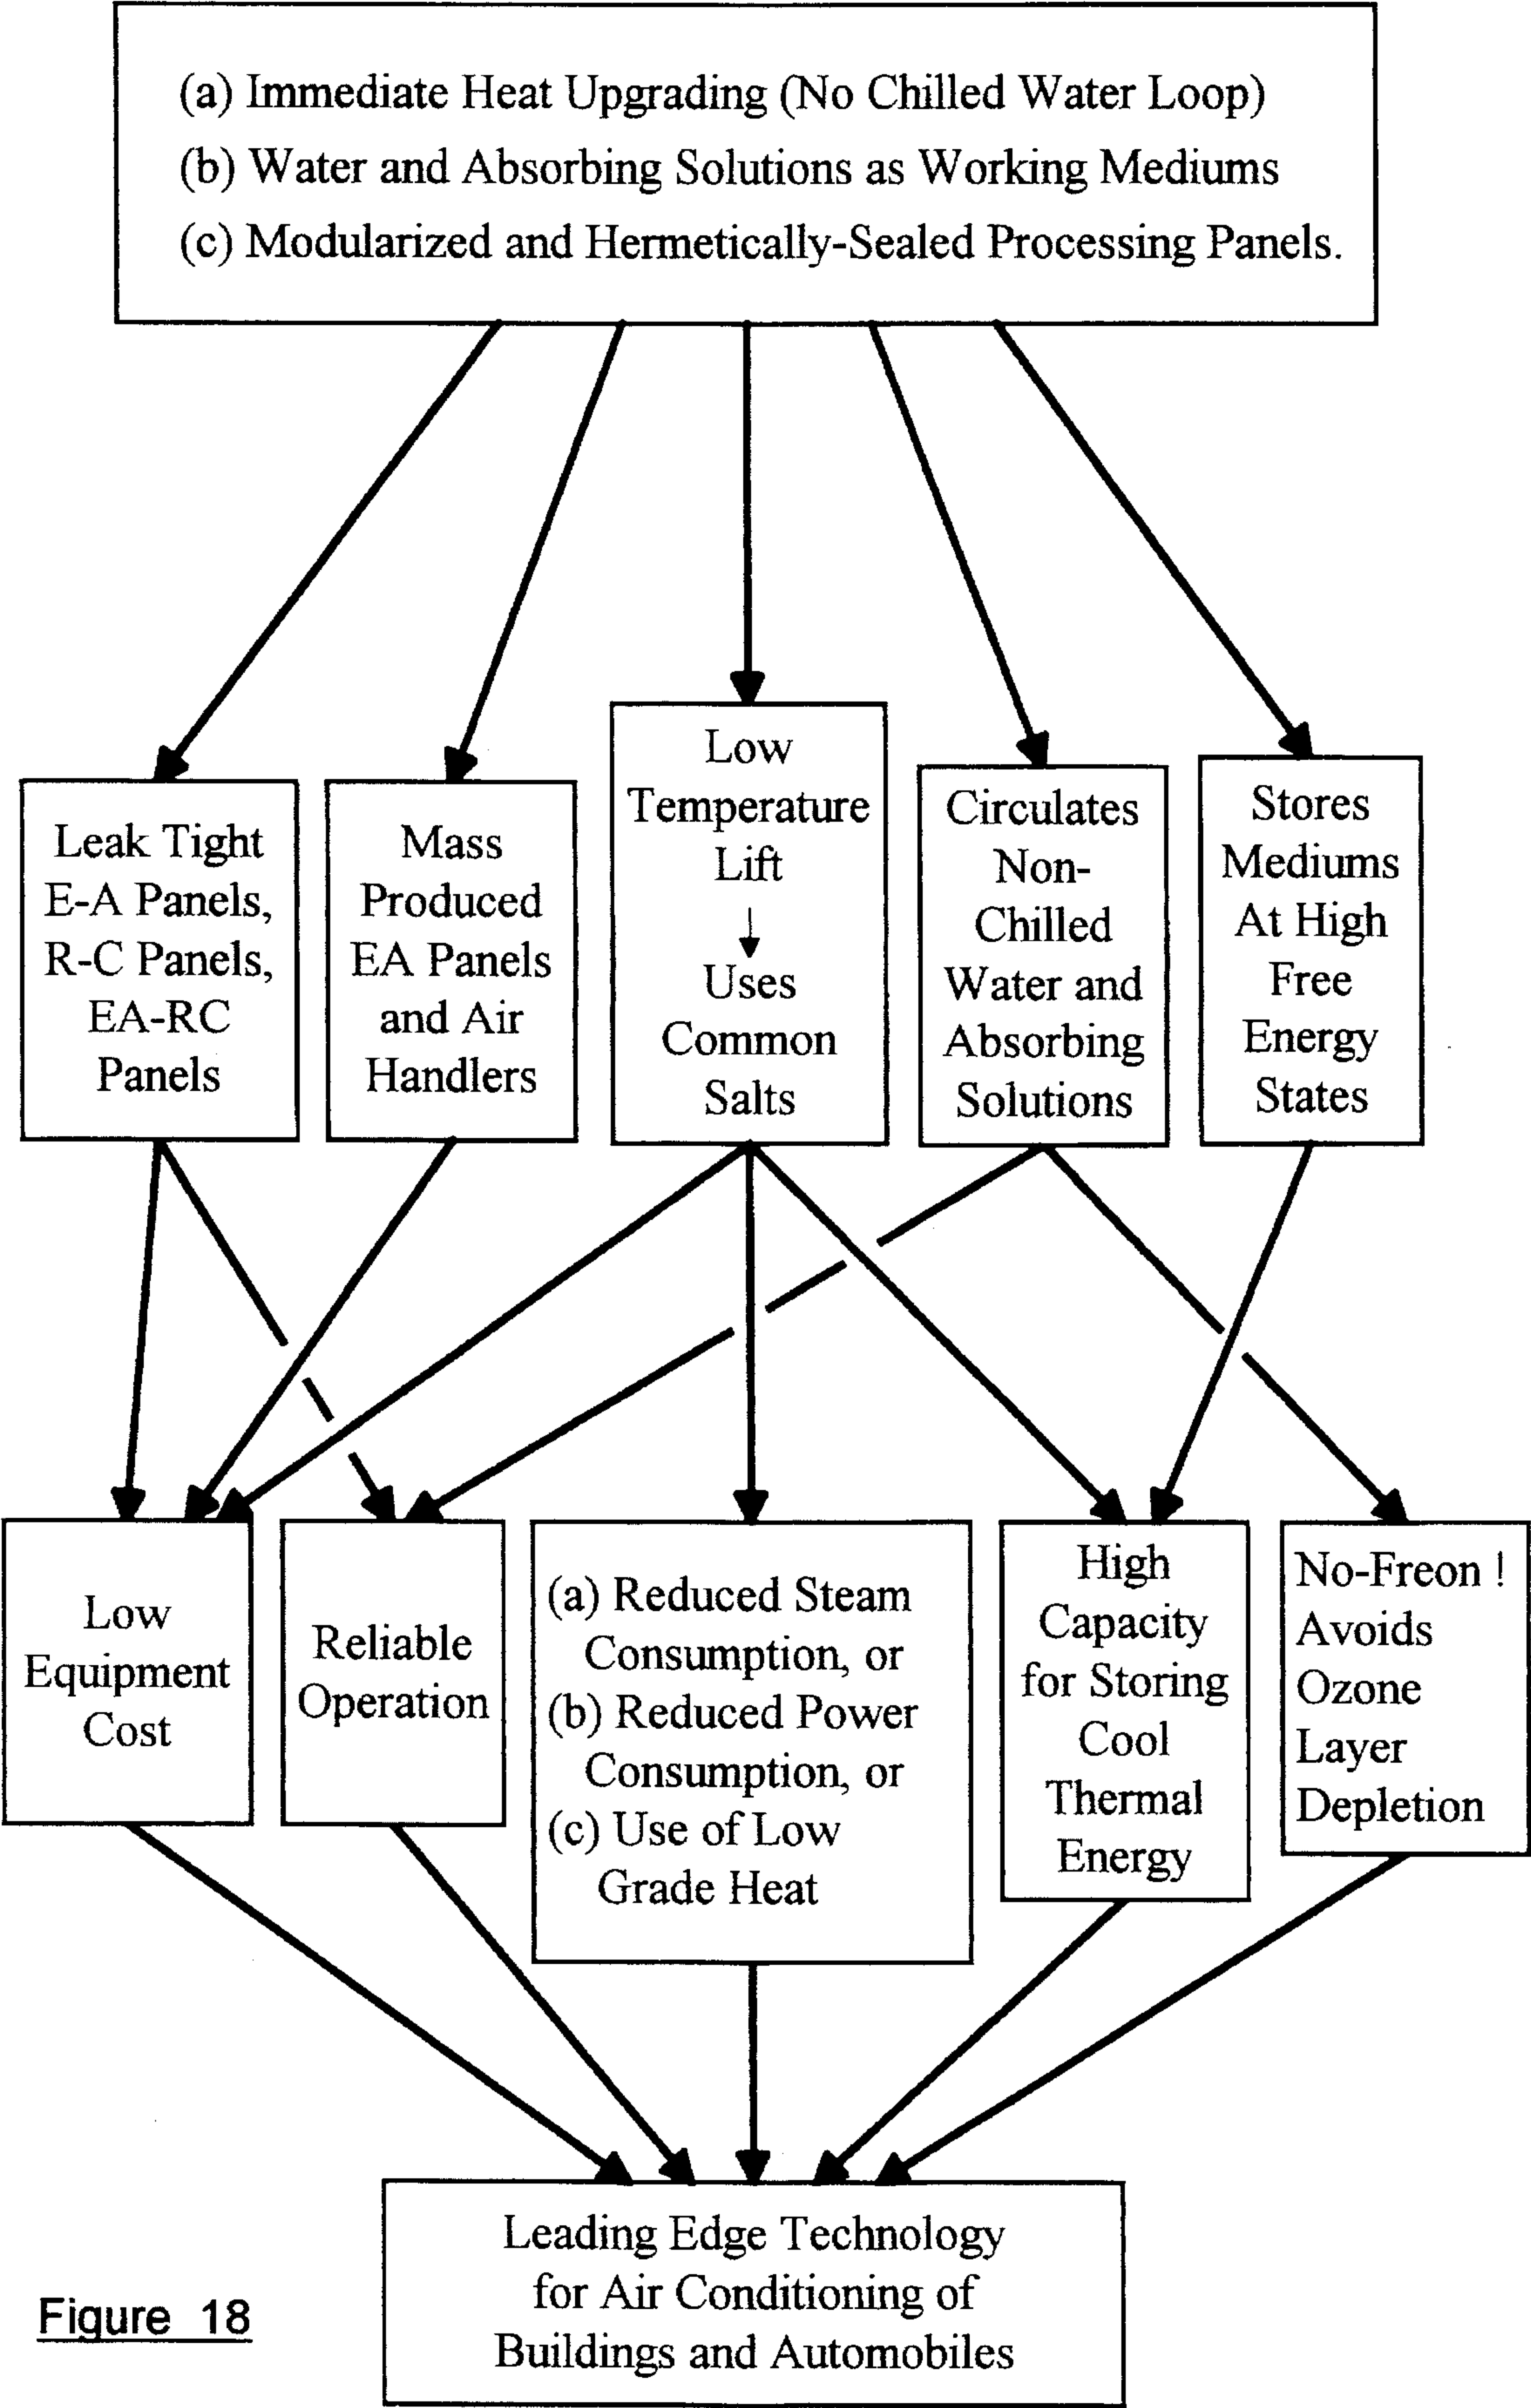 (a) Immediate Heat Upgrading (No Chilled Water Loop)
(b) Water and Absorbing Solutions as Working Mediums
(c) Modularized and Hermetically-Sealed Processing Panels.
Leak Tight
E-A Panels,
R-C Panels,
EA-RC
Panels
Mass
Produced
EA Panels
and Air
Handlers
Low
Temperature
Lift
Uses
Common
Salts
Circulates
Non-
Chilled
Water and
Absorbing
Solutions
Stores
Mediums
At High
Free
Energy
States
Low
Equipment
Cost
Reliable
Operation
(a) Reduced Steam
Consumption, or
(b) Reduced Power
Consumption, or
(c) Use of Low
Grade Heat
High
Capacity
for Storing
Cool
Thermal
Energy
No-Freon !
Avoids
Ozone
Layer
Depletion
Leading Edge Technology
for Air Conditioning of
Buildings and Automobiles
Figure 18